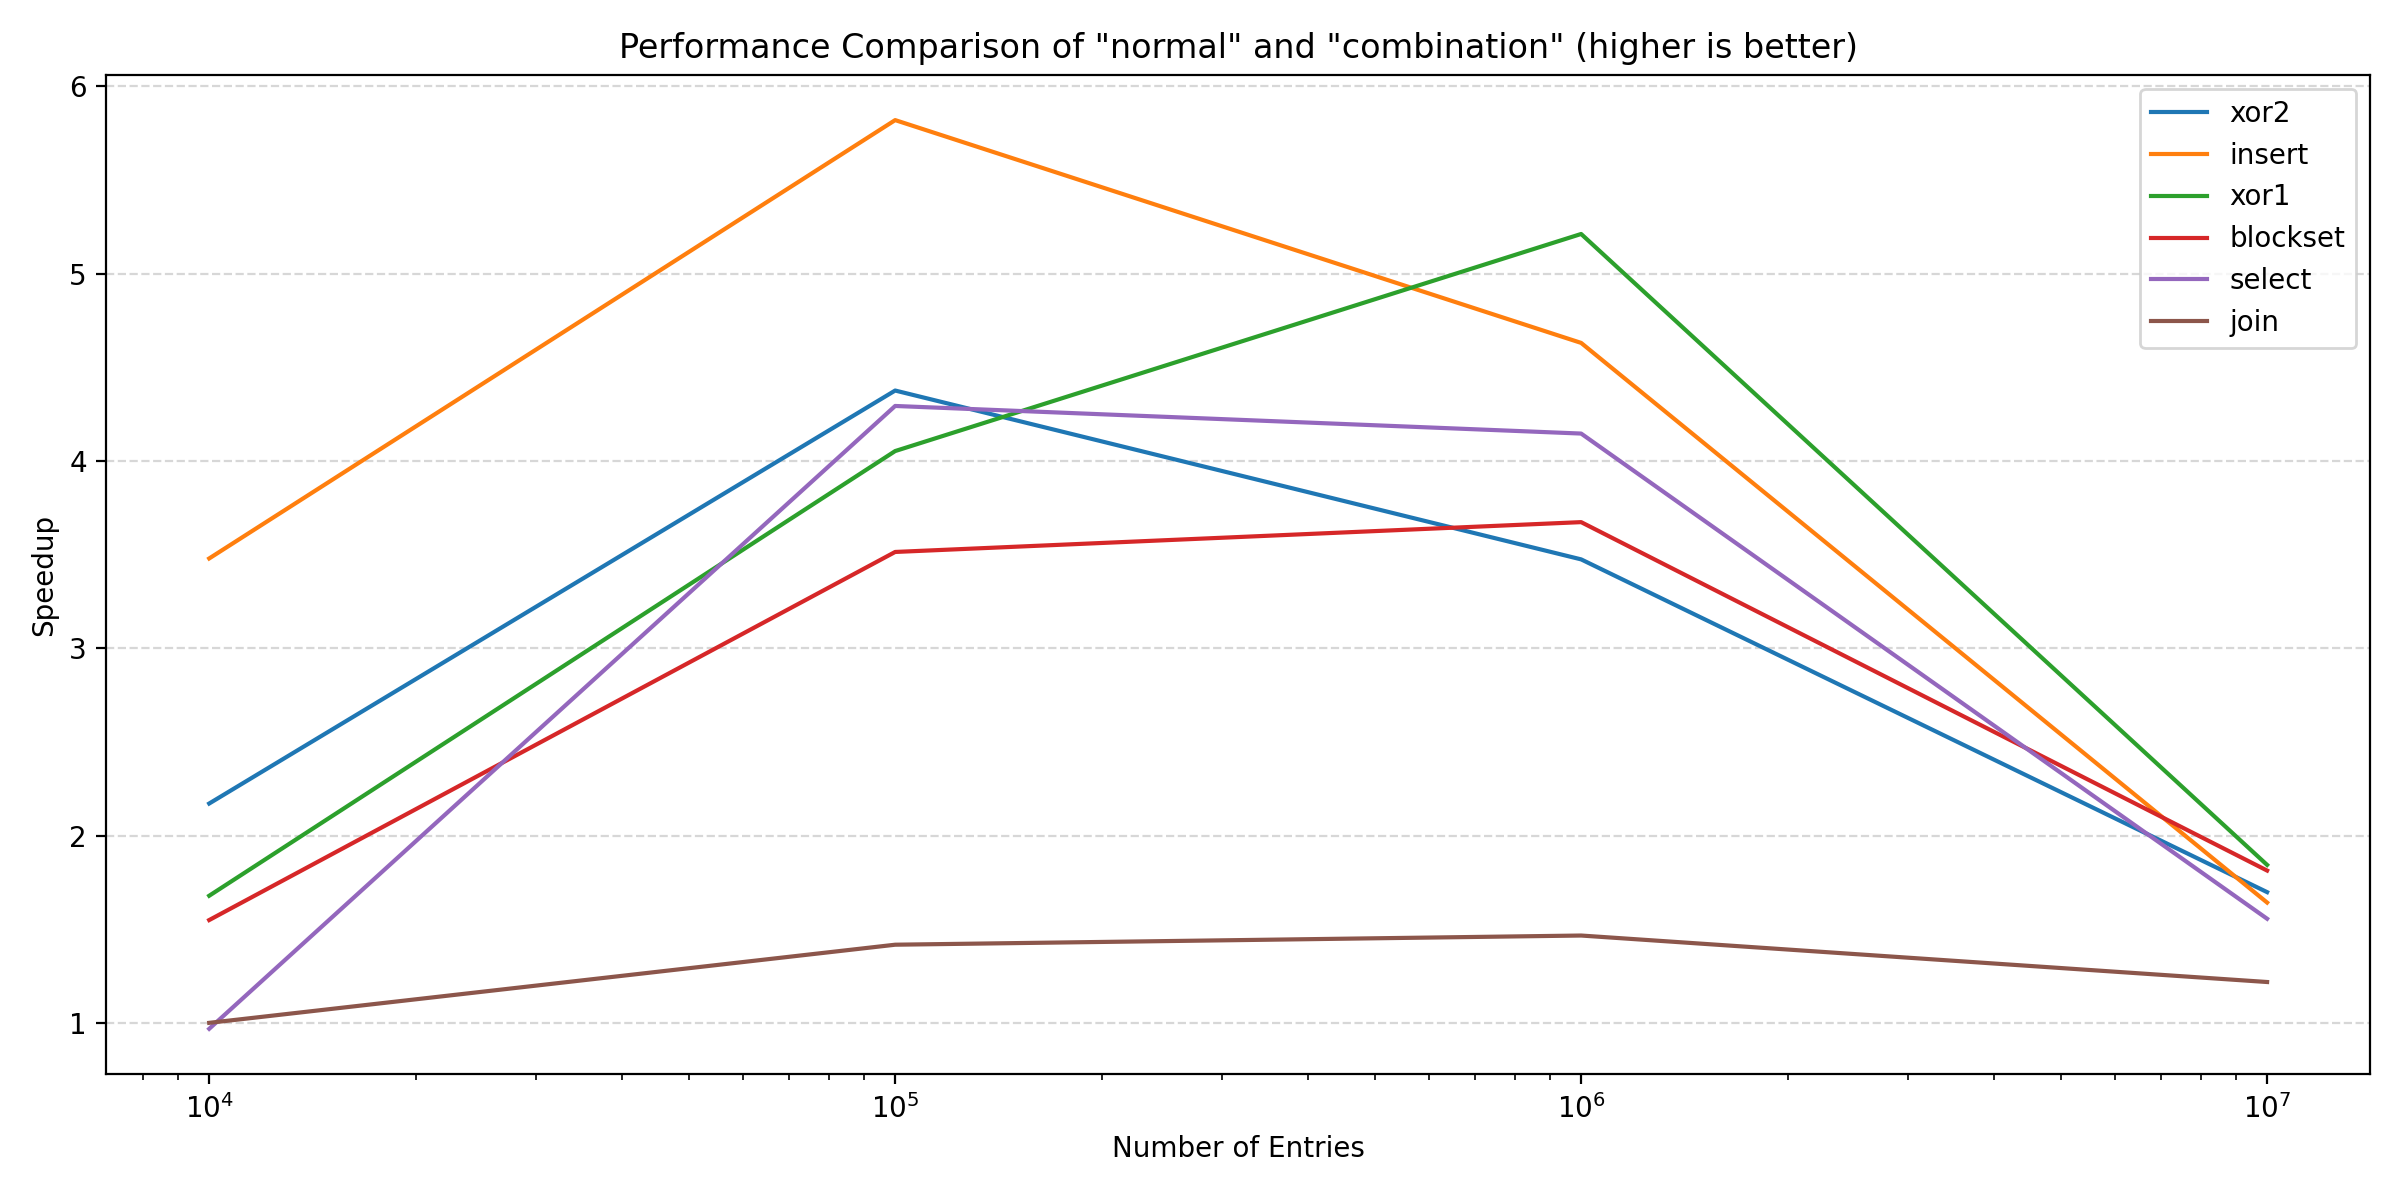 Performance Comparison of "normal" and "combination" (higher is better)
6
5
4
3
2
1
Speedup
xor2
insert
xor1
blockset
select
join
10⁴
10⁵
10⁶
10⁷
Number of Entries